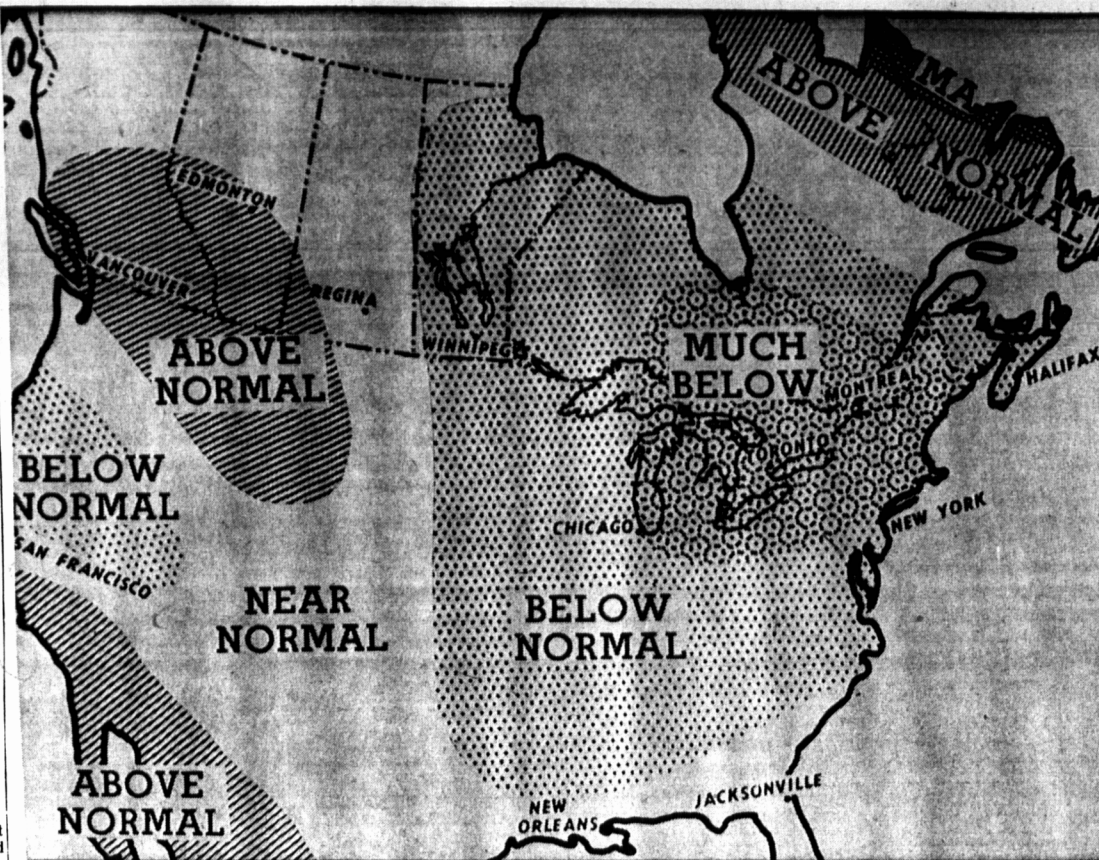 ABOVE
NORMAL
MA
EDMONTON
VANCOUVER
REGINA
WINNIPEG
ABOVE
NORMAL
MUCH
BELOW
MONTREAL
HALIFAX
TORONTO
BELOW
NORMAL
CHICAGO
NEW YORK
SAN FRANCISCO
NEAR
NORMAL
BELOW
NORMAL
ABOVE
NORMAL
NEW
ORLEANS
JACKSONVILLE